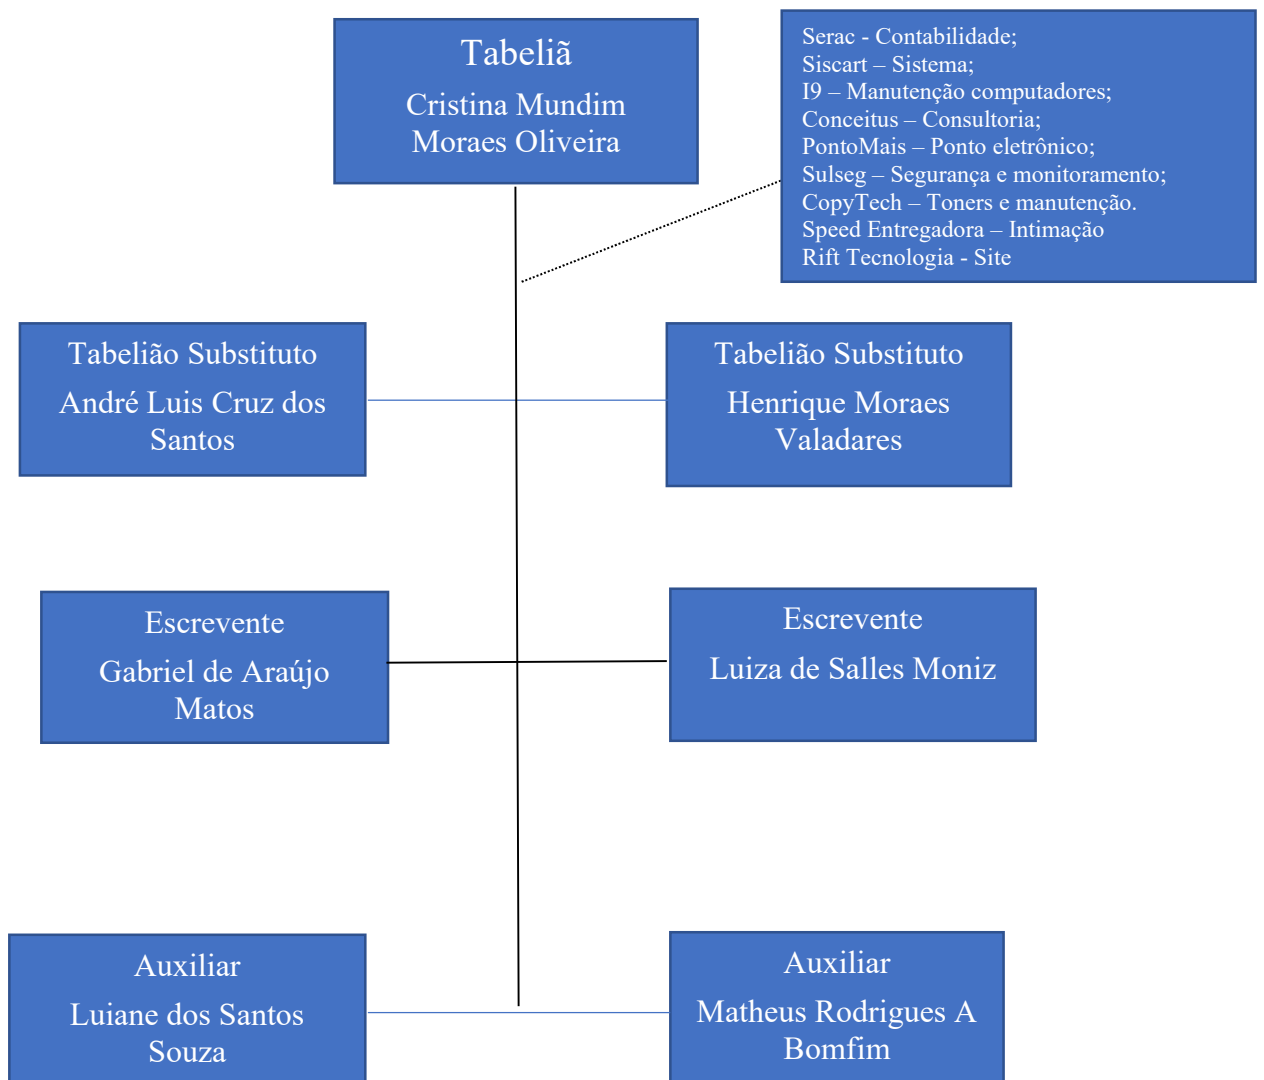 Tabeliã
Cristina Mundim
Moraes Oliveira
Serac - Contabilidade;
Siscart – Sistema;
I9 – Manutenção computadores;
Conceitus – Consultoria;
PontoMais – Ponto eletrônico;
Sulseg – Segurança e monitoramento;
CopyTech – Toners e manutenção.
Speed Entregadora – Intimação
Rift Tecnologia - Site
Tabelião Substituto
André Luis Cruz dos
Santos
Tabelião Substituto
Henrique Moraes
Valadares
Escrevente
Gabriel de Araújo
Matos
Escrevente
Luiza de Salles Moniz
Auxiliar
Luiane dos Santos
Souza
Auxiliar
Matheus Rodrigues A
Bomfim